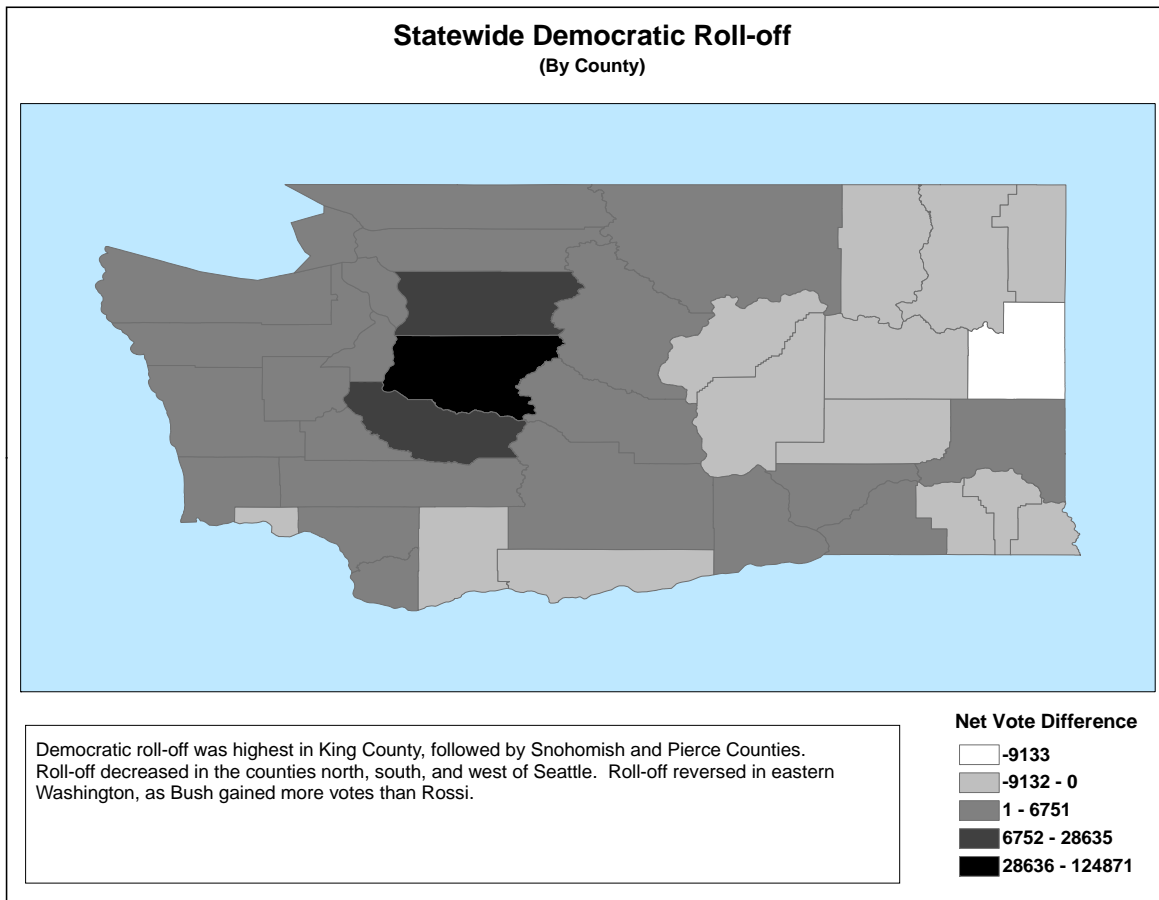 Statewide Democratic Roll-off
(By County)
Democratic roll-off was highest in King County, followed by Snohomish and Pierce Counties.
Roll-off decreased in the counties north, south, and west of Seattle.  Roll-off reversed in eastern
Washington, as Bush gained more votes than Rossi.
Net Vote Difference
-9133
-9132 - 0
1 - 6751
6752 - 28635
28636 - 124871